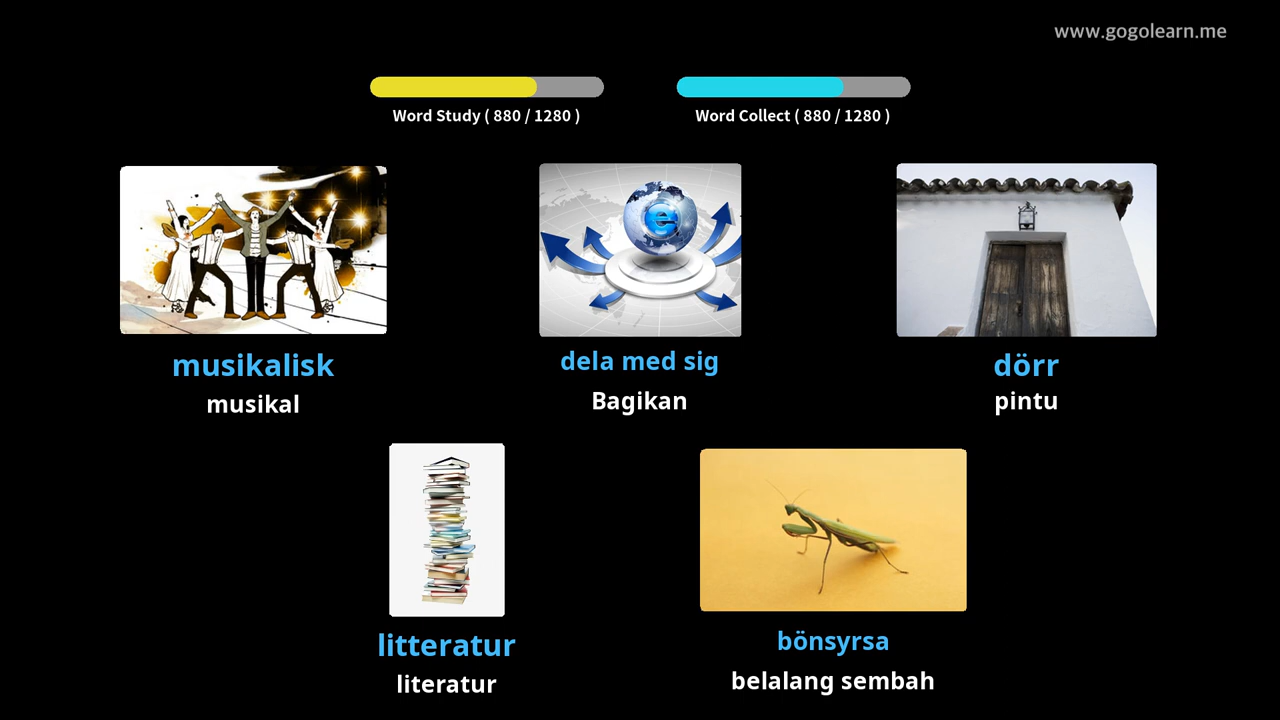 www.gogolearn.me
Word Study ( 880 / 1280 )
Word Collect ( 880 / 1280 )
musikalisk
musikal
dela med sig
Bagikan
dörr
pintu
litteratur
literatur
bönsyrsa
belalang sembah